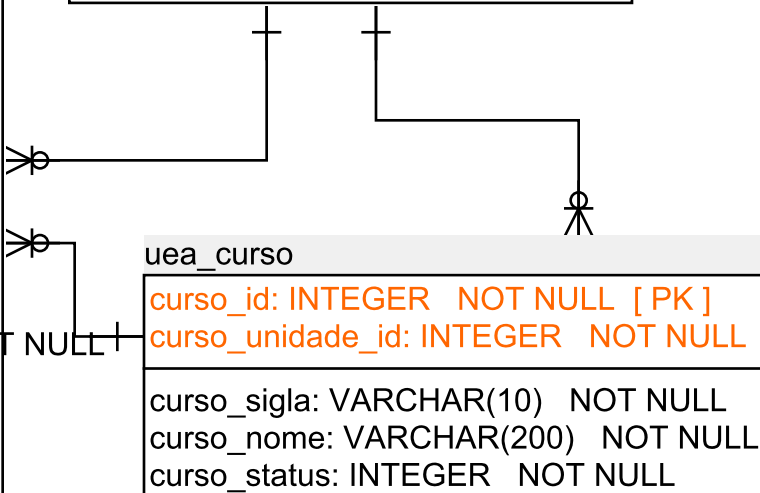 uea_curso
curso_id: INTEGER NOT NULL [ PK ]
curso_unidade_id: INTEGER NOT NULL
T NULL
curso_sigla: VARCHAR(10) NOT NULL
curso_nome: VARCHAR(200) NOT NULL
curso_status: INTEGER NOT NULL